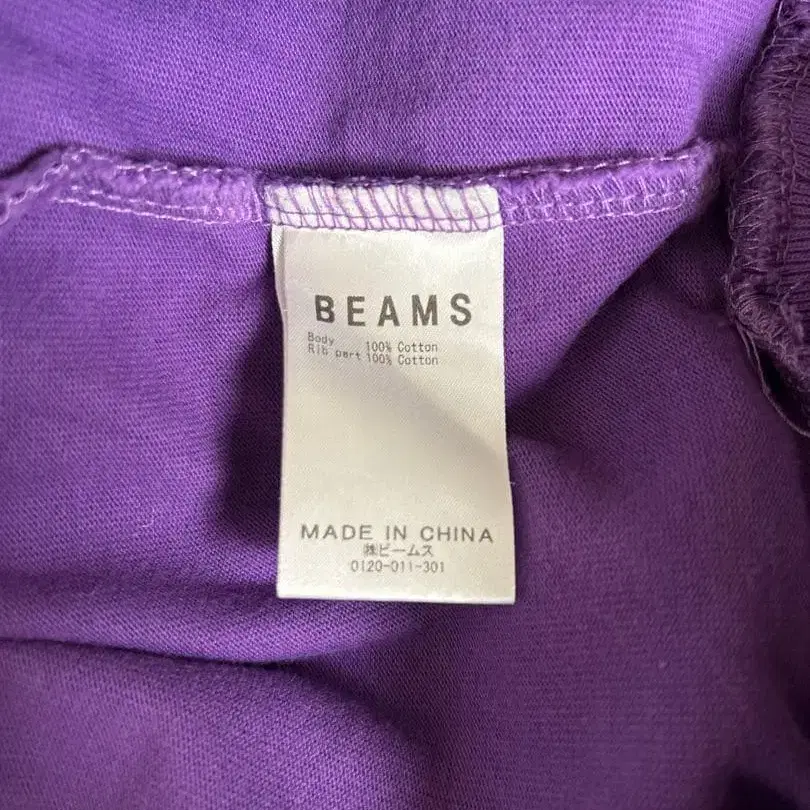 BEAMS
Body 100% Cotton
Rib part 100% Cotton
MADE IN CHINA
㈱ビームス
0120-011-301